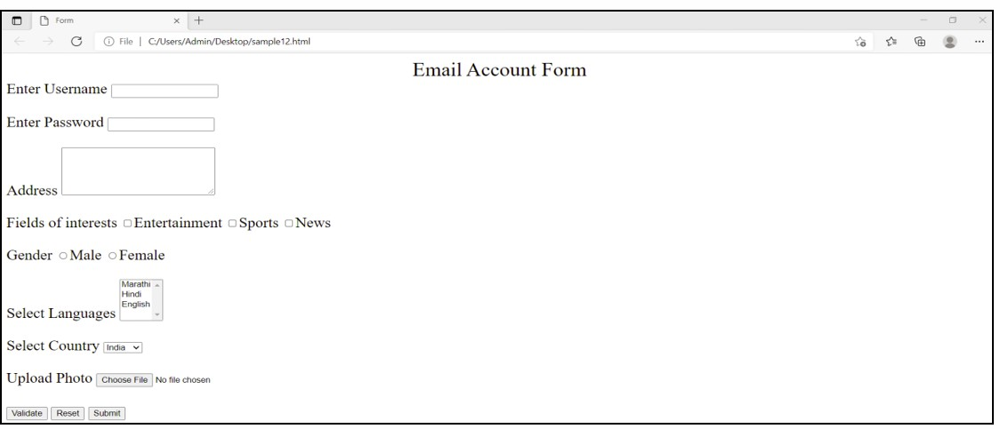 Form
File | C:/Users/Admin/Desktop/sample12.html
Email Account Form
Enter Username
Enter Password
Address
Fields of interests Entertainment Sports News
Gender Male Female
Marathi
Hindi
English
Select Languages
Select Country India
Upload Photo Choose File No file chosen
Validate Reset Submit